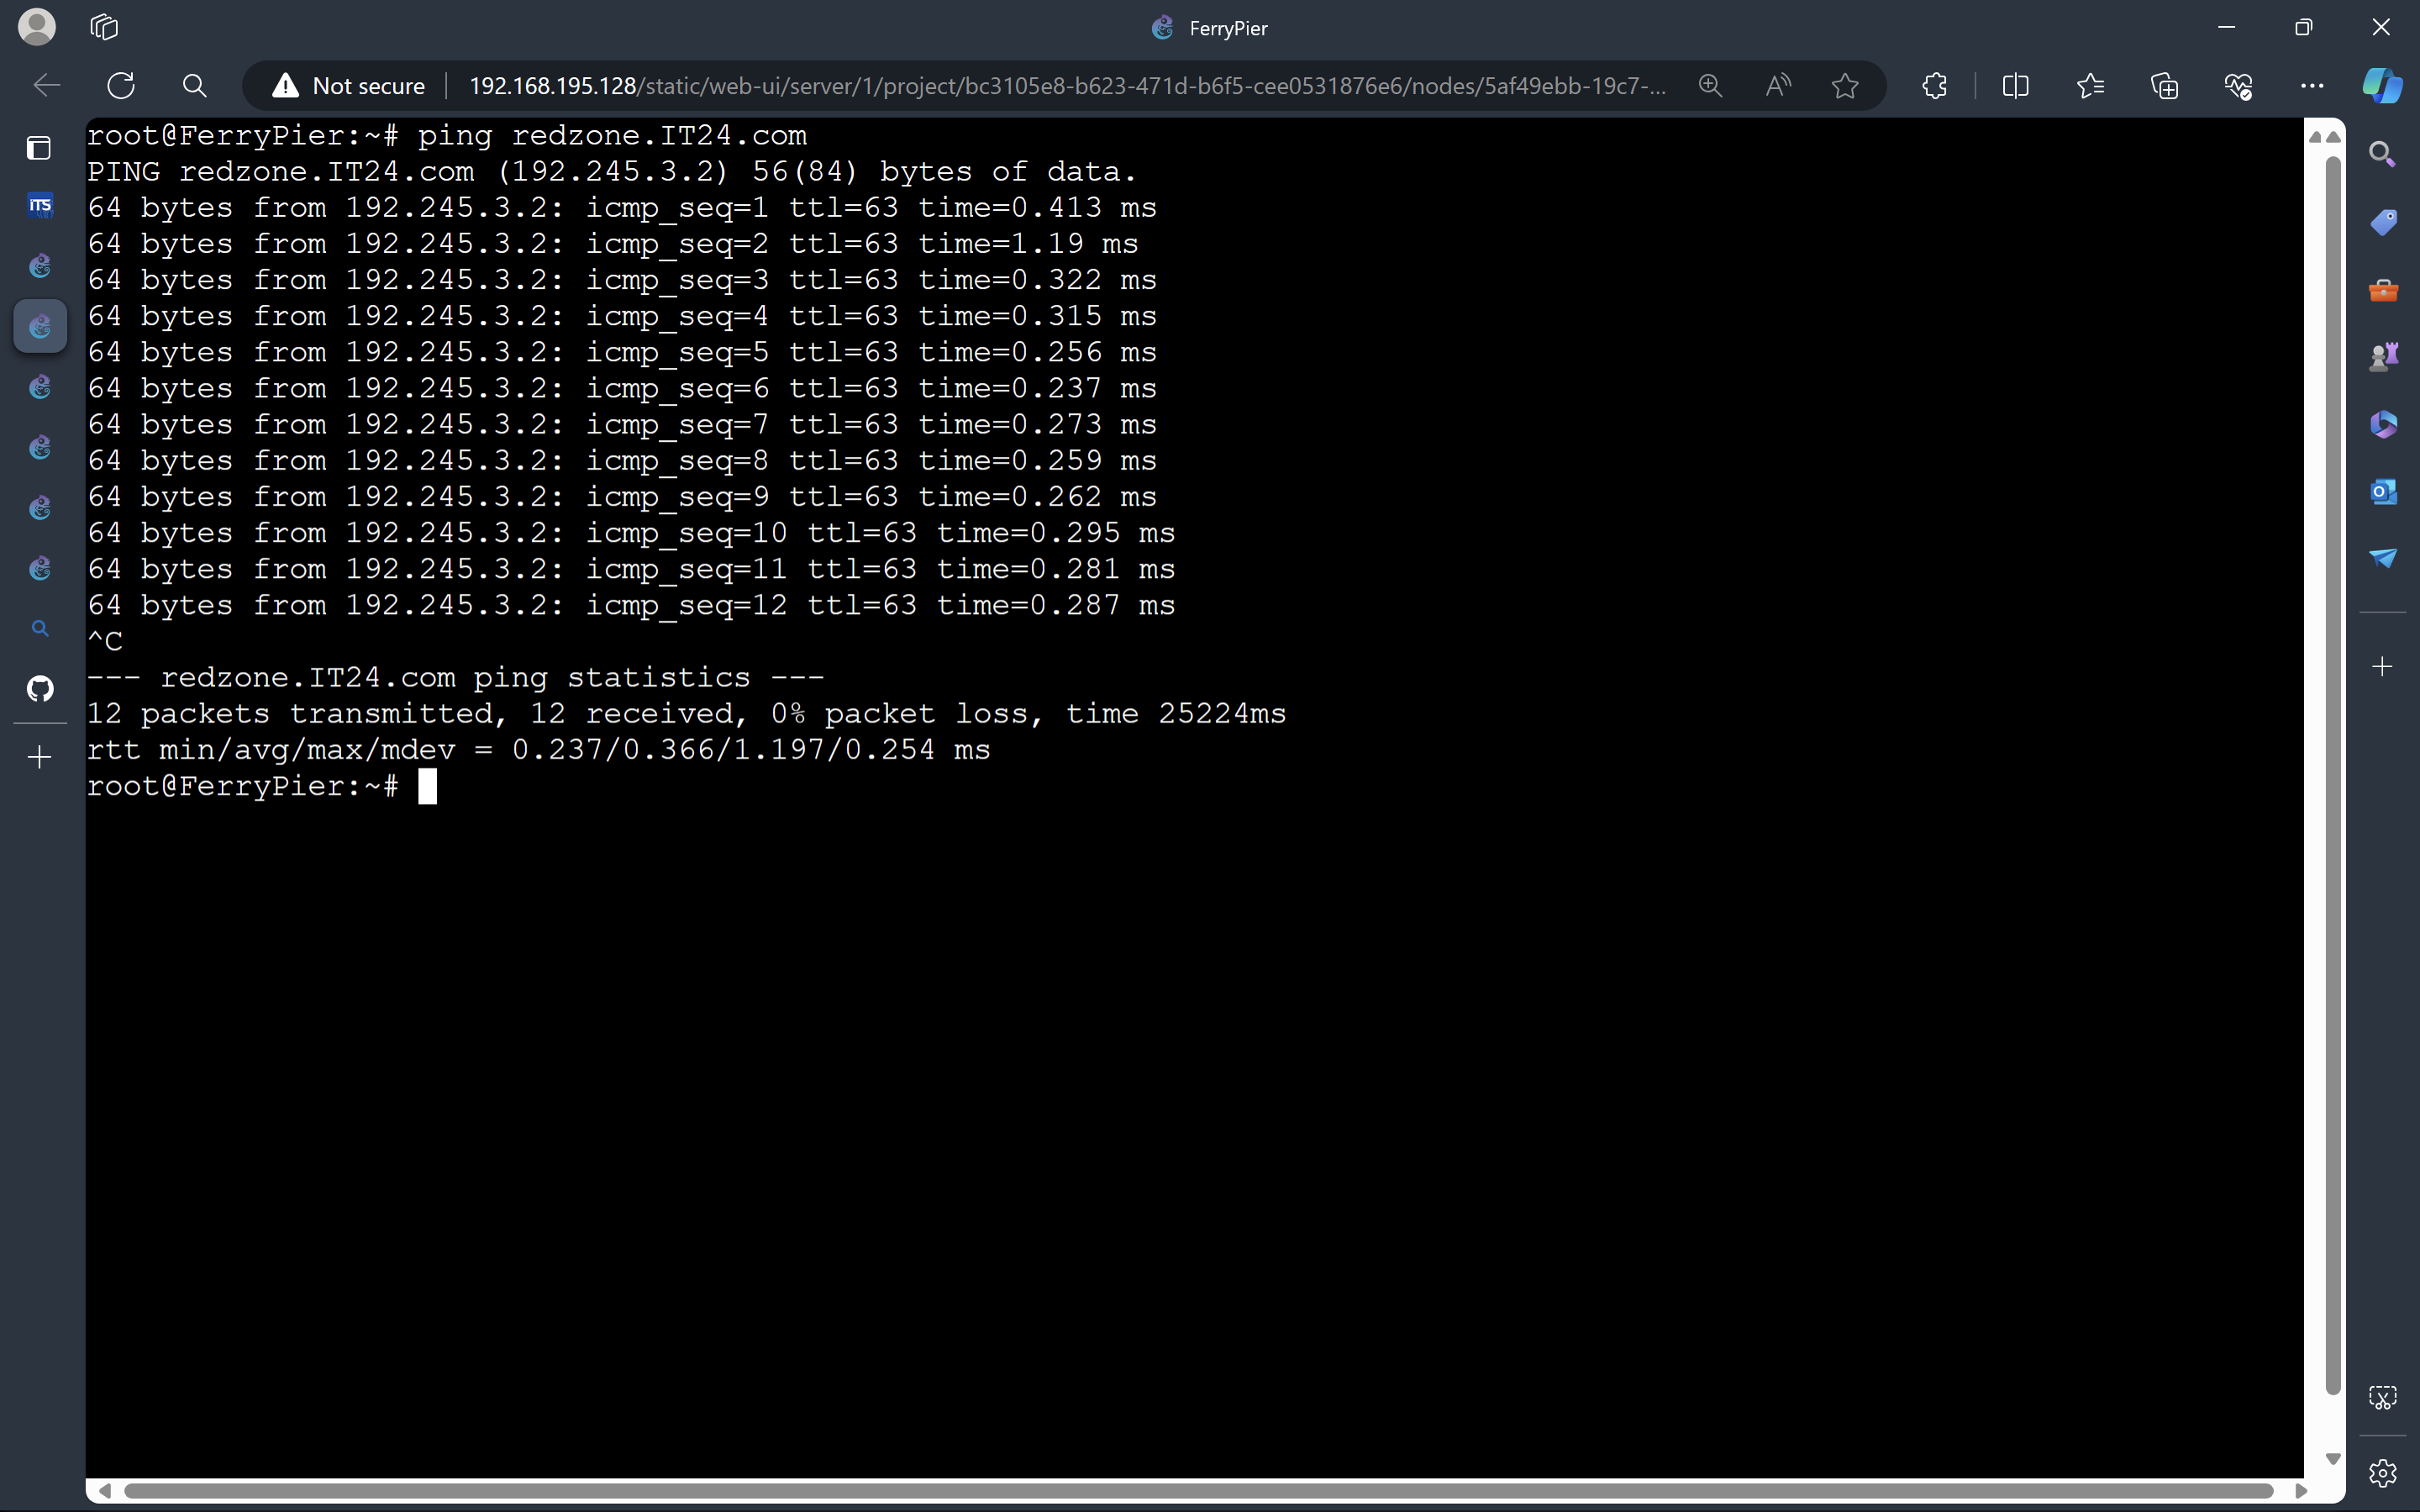 FerryPier
Not secure 192.168.195.128/static/web-ui/server/1/project/bc3105e8-b623-471d-b6f5-cee0531876e6/nodes/5af49ebb-19c7-...
iTS
root@FerryPier:~# ping redzone.IT24.com
PING redzone.IT24.com (192.245.3.2) 56(84) bytes of data.
64 bytes from 192.245.3.2: icmp_seq=1 ttl=63 time=0.413 ms
64 bytes from 192.245.3.2: icmp_seq=2 ttl=63 time=1.19 ms
64 bytes from 192.245.3.2: icmp_seq=3 ttl=63 time=0.322 ms
64 bytes from 192.245.3.2: icmp_seq=4 ttl=63 time=0.315 ms
64 bytes from 192.245.3.2: icmp_seq=5 ttl=63 time=0.256 ms
64 bytes from 192.245.3.2: icmp_seq=6 ttl=63 time=0.237 ms
64 bytes from 192.245.3.2: icmp_seq=7 ttl=63 time=0.273 ms
64 bytes from 192.245.3.2: icmp_seq=8 ttl=63 time=0.259 ms
64 bytes from 192.245.3.2: icmp_seq=9 ttl=63 time=0.262 ms
64 bytes from 192.245.3.2: icmp_seq=10 ttl=63 time=0.295 ms
64 bytes from 192.245.3.2: icmp_seq=11 ttl=63 time=0.281 ms
64 bytes from 192.245.3.2: icmp_seq=12 ttl=63 time=0.287 ms
^C
--- redzone.IT24.com ping statistics ---
12 packets transmitted, 12 received, 0% packet loss, time 25224ms
rtt min/avg/max/mdev = 0.237/0.366/1.197/0.254 ms
root@FerryPier:~#